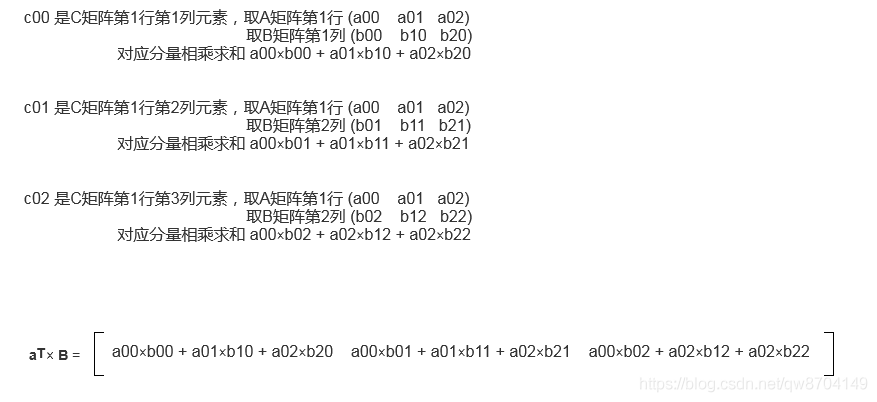 c00 是C矩阵第1行第1列元素，取A矩阵第1行 (a00 a01 a02)
取B矩阵第1列 (b00 b10 b20)
对应分量相乘求和 a00×b00 + a01×b10 + a02×b20
c01 是C矩阵第1行第2列元素，取A矩阵第1行 (a00 a01 a02)
取B矩阵第2列 (b01 b11 b21)
对应分量相乘求和 a00×b01 + a01×b11 + a02×b21
c02 是C矩阵第1行第3列元素，取A矩阵第1行 (a00 a01 a02)
取B矩阵第2列 (b02 b12 b22)
对应分量相乘求和 a00×b02 + a02×b12 + a02×b22
aT× B = [ a00×b00 + a01×b10 + a02×b20 a00×b01 + a01×b11 + a02×b21 a00×b02 + a02×b12 + a02×b22 ]
https://blog.csdn.net/qw8704149